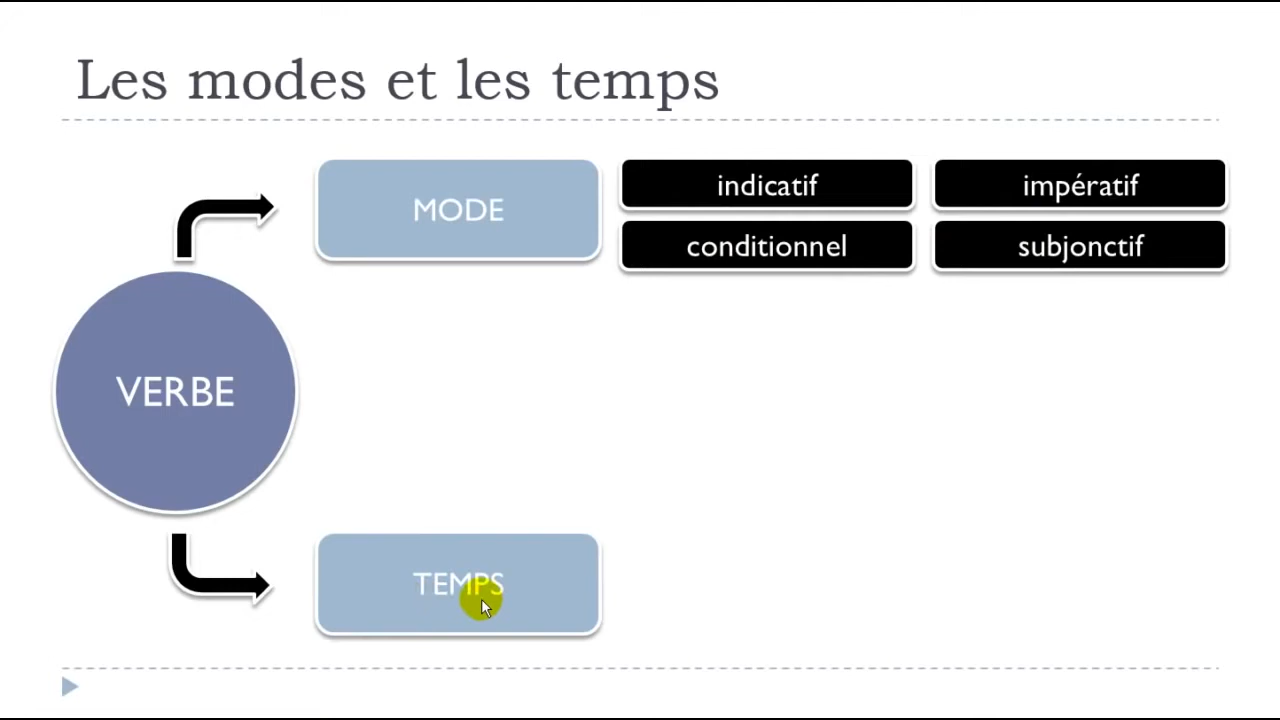 Les modes et les temps
MODE
indicatif
impératif
conditionnel
subjonctif
VERBE
TEMPS